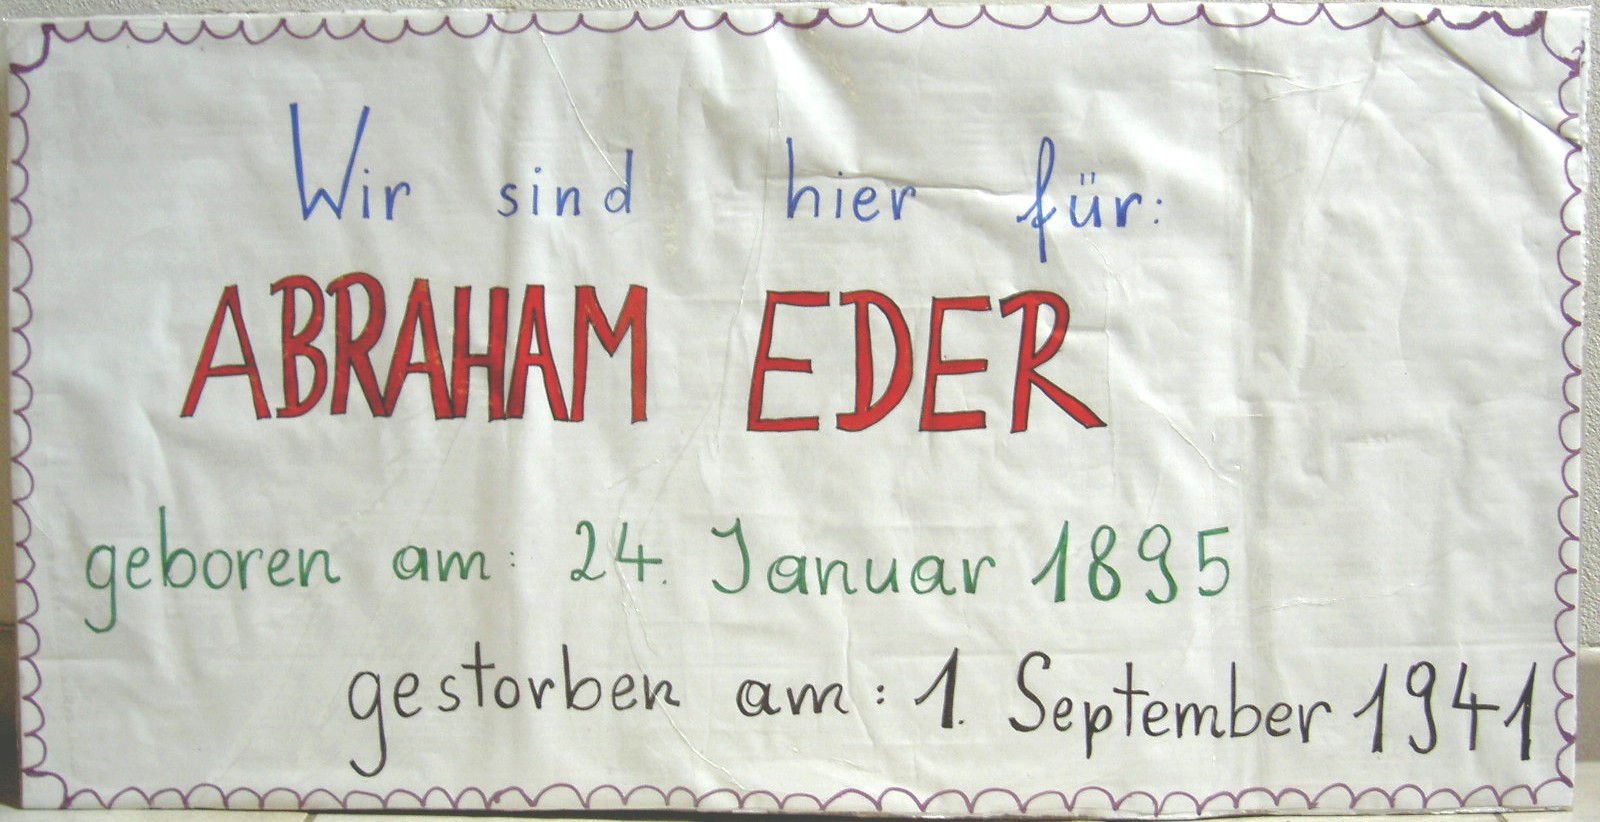 Wir sind hier für:
ABRAHAM EDER
geboren am: 24. Januar 1895
gestorben am: 1. September 1941